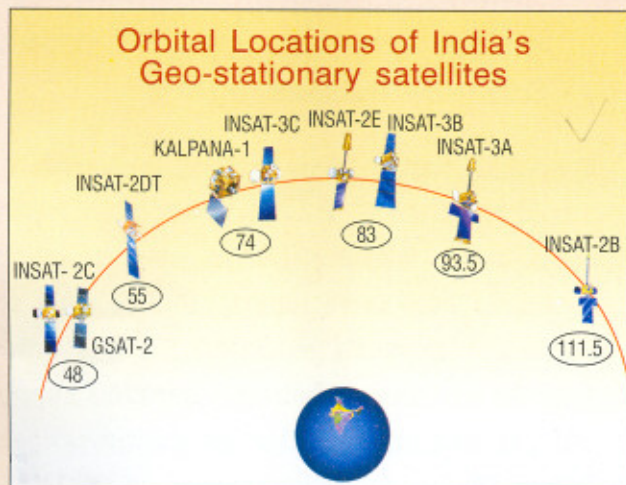 Orbital Locations of India's
Geo-stationary satellites
INSAT-3C
INSAT-2E
INSAT-3B
KALPANA-1
INSAT-3A
INSAT-2DT
INSAT-2B
INSAT- 2C
GSAT-2
48
55
74
83
93.5
111.5